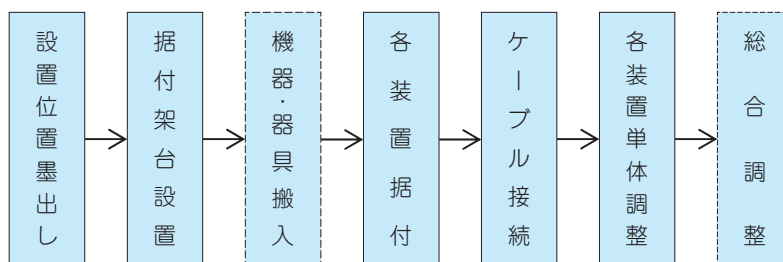 設置位置墨出し
据付架台設置
機器・器具搬入
各装置据付
ケーブル接続
各装置単体調整
総合調整